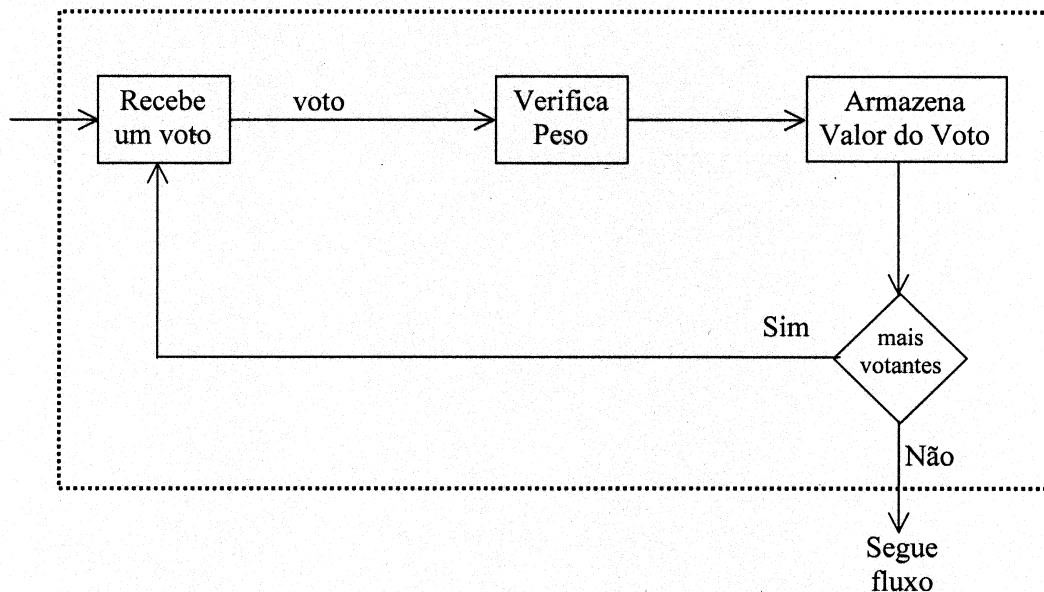 Recebe
um voto
voto
Verifica
Peso
Armazena
Valor do Voto
Sim
mais
votantes
Não
Segue
fluxo